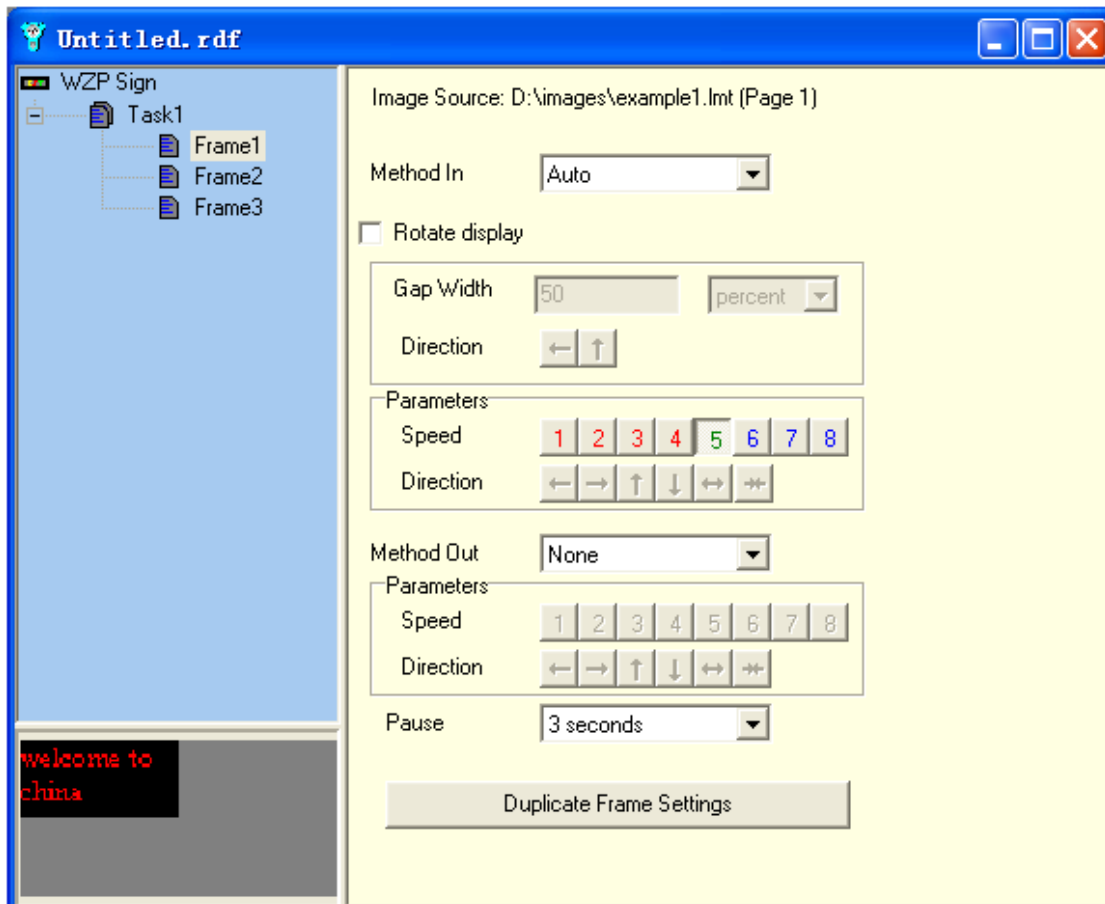 Untitled.rdf
WZP Sign
Task1
Frame1
Frame2
Frame3
welcome to
china
Image Source: D:\images\example1.lmt (Page 1)
Method In Auto
Rotate display
Gap Width 50 percent
Direction ← ↑
Parameters
Speed 1 2 3 4 5 6 7 8
Direction ← → ↑ ↓ ↔ →←
Method Out None
Parameters
Speed 1 2 3 4 5 6 7 8
Direction ← → ↑ ↓ ↔ →←
Pause 3 seconds
Duplicate Frame Settings